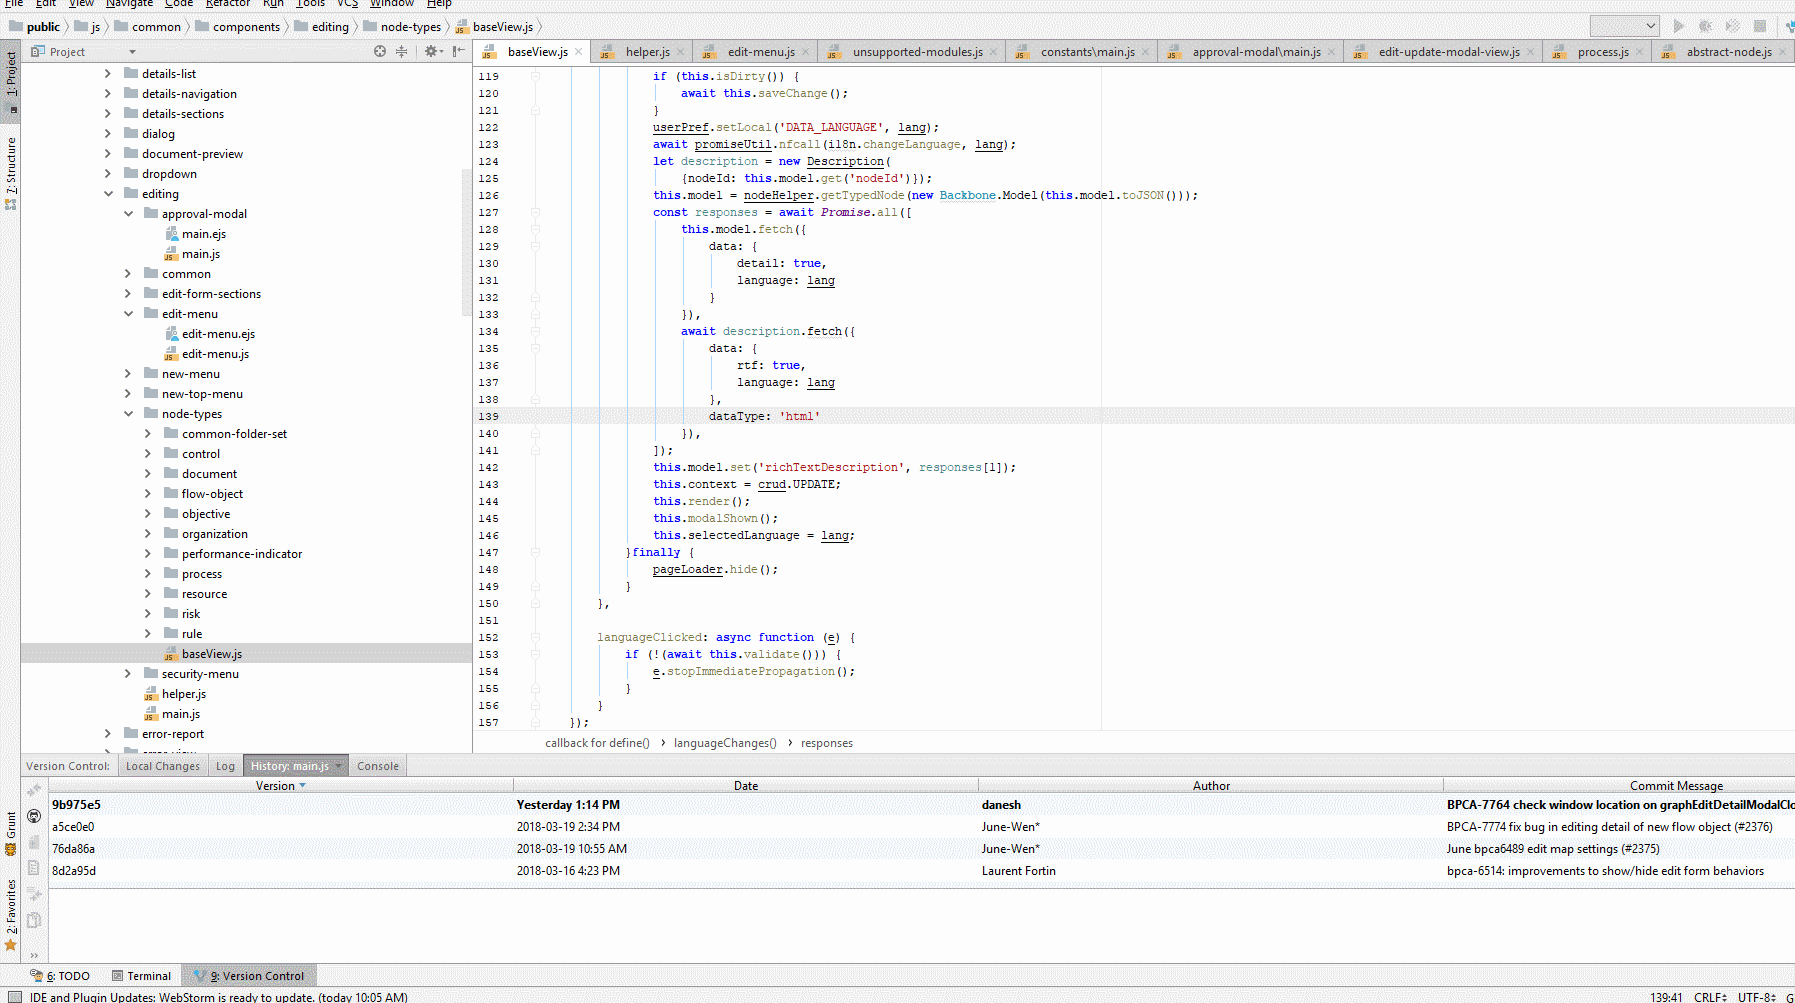 File Edit View Navigate Code Refactor Run Tools VCS Window Help
public js common components editing node-types baseView.js
Project
baseView.js helper.js edit-menu.js unsupported-modules.js constants\main.js approval-modal\main.js edit-update-modal-view.js process.js abstract-node.js
1: Project
7: Structure
Grunt
2: Favorites
details-list
details-navigation
details-sections
dialog
document-preview
dropdown
editing
approval-modal
main.ejs
main.js
common
edit-form-sections
edit-menu
edit-menu.ejs
edit-menu.js
new-menu
new-top-menu
node-types
common-folder-set
control
document
flow-object
objective
organization
performance-indicator
process
resource
risk
rule
baseView.js
security-menu
helper.js
main.js
error-report
error-view
119 if (this.isDirty()) {
120 await this.saveChange();
121 }
122 userPref.setLocal('DATA_LANGUAGE', lang);
123 await promiseUtil.nfcall(i18n.changeLanguage, lang);
124 let description = new Description(
125 {nodeId: this.model.get('nodeId')});
126 this.model = nodeHelper.getTypedNode(new Backbone.Model(this.model.toJSON()));
127 const responses = await Promise.all([
128 this.model.fetch({
129 data: {
130 detail: true,
131 language: lang
132 }
133 }),
134 await description.fetch({
135 data: {
136 rtf: true,
137 language: lang
138 },
139 dataType: 'html'
140 }),
141 ]);
142 this.model.set('richTextDescription', responses[1]);
143 this.context = crud.UPDATE;
144 this.render();
145 this.modalShown();
146 this.selectedLanguage = lang;
147 }finally {
148 pageLoader.hide();
149 }
150 },
151
152 languageClicked: async function (e) {
153 if (!(await this.validate())) {
154 e.stopImmediatePropagation();
155 }
156 }
157 });
callback for define() › languageChanges() › responses
Version Control: Local Changes Log History: main.js Console
Version Date Author Commit Message
9b975e5 Yesterday 1:14 PM danesh BPCA-7764 check window location on graphEditDetailModalClo
a5ce0e0 2018-03-19 2:34 PM June-Wen* BPCA-7774 fix bug in editing detail of new flow object (#2376)
76da86a 2018-03-19 10:55 AM June-Wen* June bpca6489 edit map settings (#2375)
8d2a95d 2018-03-16 4:23 PM Laurent Fortin bpca-6514: improvements to show/hide edit form behaviors
6: TODO Terminal 9: Version Control
IDE and Plugin Updates: WebStorm is ready to update. (today 10:05 AM) 139:41 CRLF UTF-8 G